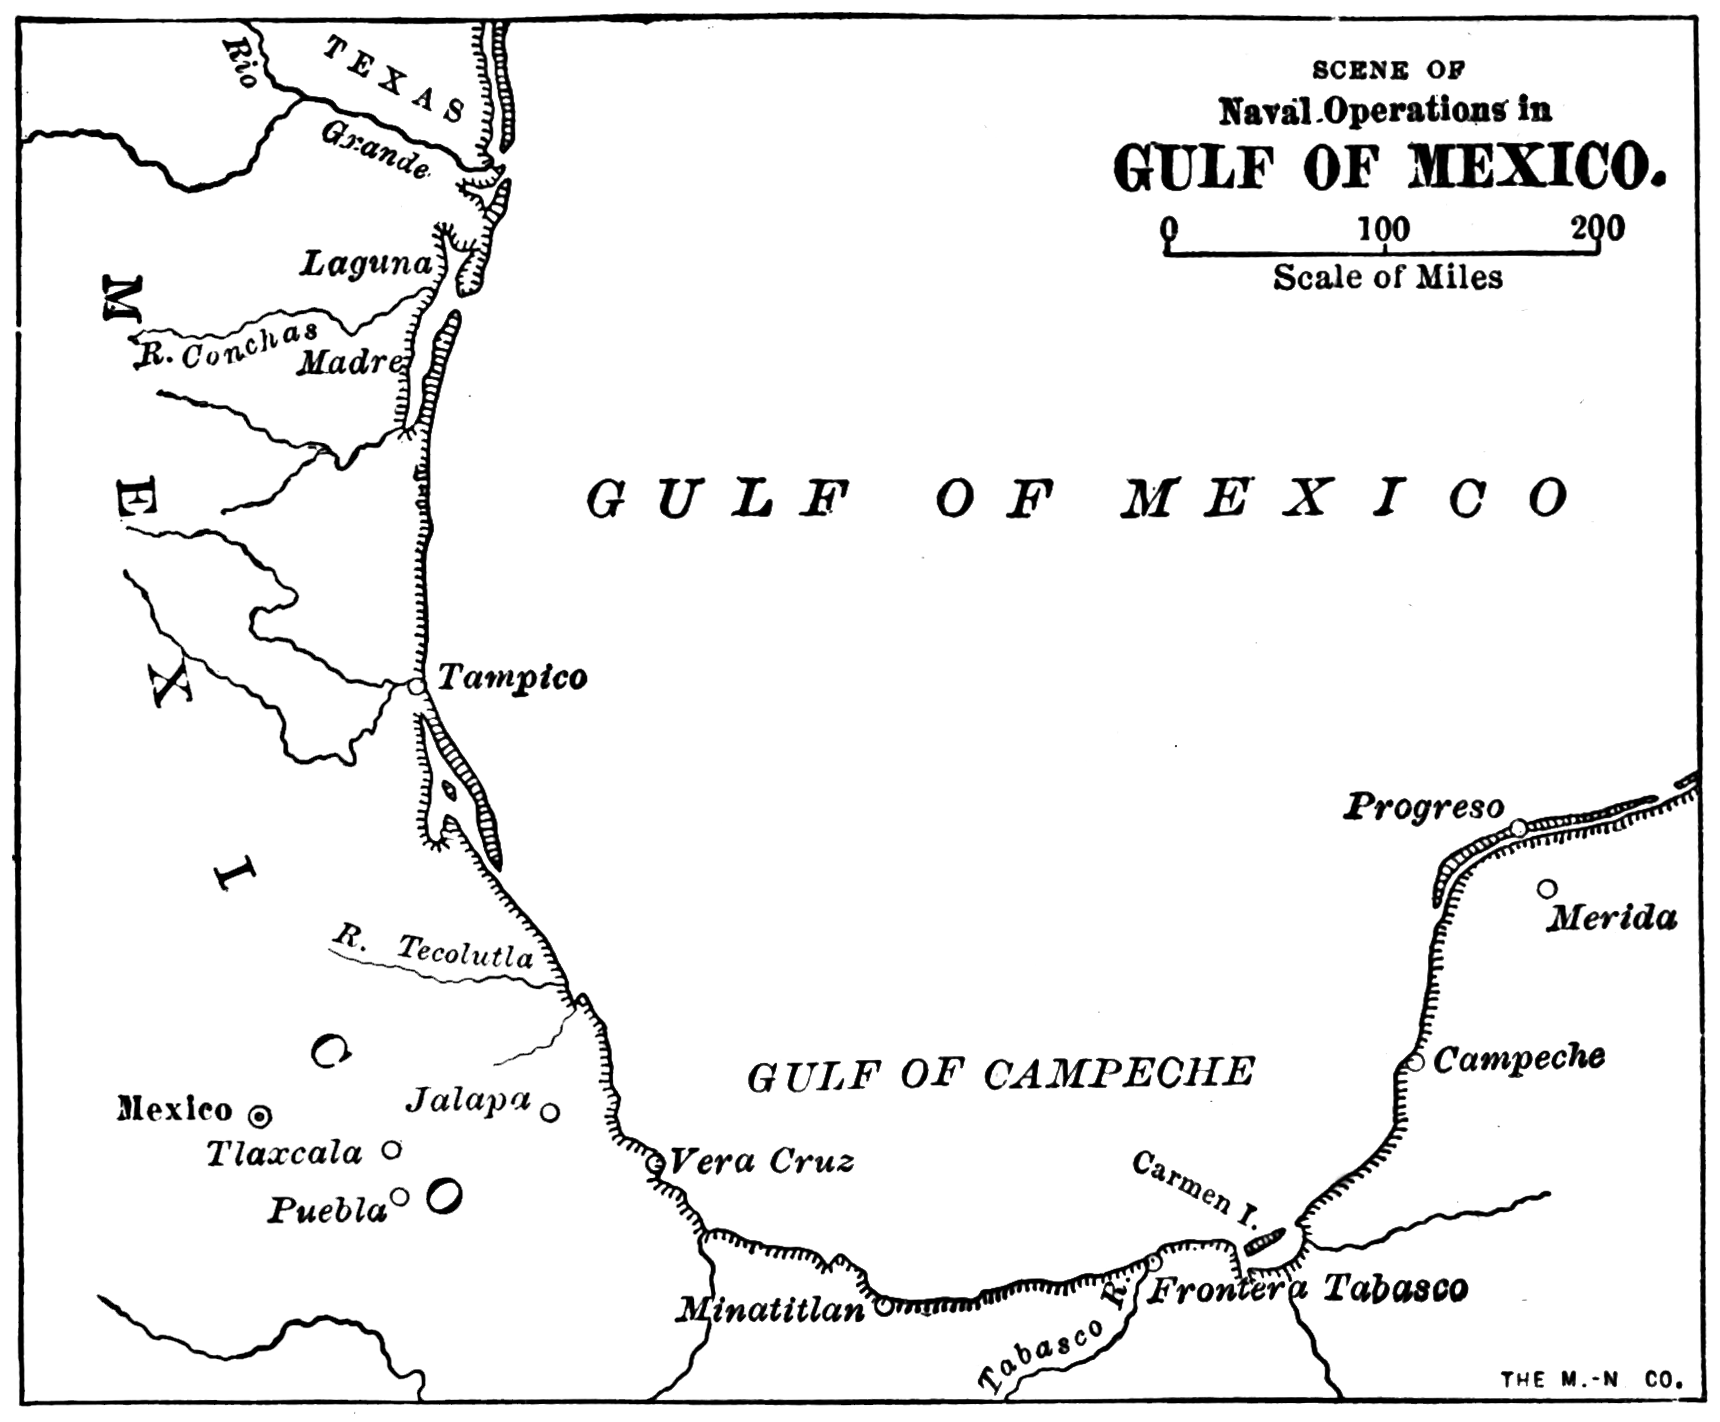 SCENE OF
Naval Operations in
GULF OF MEXICO.
0 100 200
Scale of Miles
TEXAS
Rio
Grande
Laguna
Madre
R. Conchas
MEXICO
GULF OF MEXICO
Tampico
Progreso
Merida
R. Tecolutla
Campeche
GULF OF CAMPECHE
Mexico
Jalapa
Tlaxcala
Puebla
Vera Cruz
Carmen I.
Minatitlan
Frontera Tabasco
Tabasco R.
THE M.-N. CO.